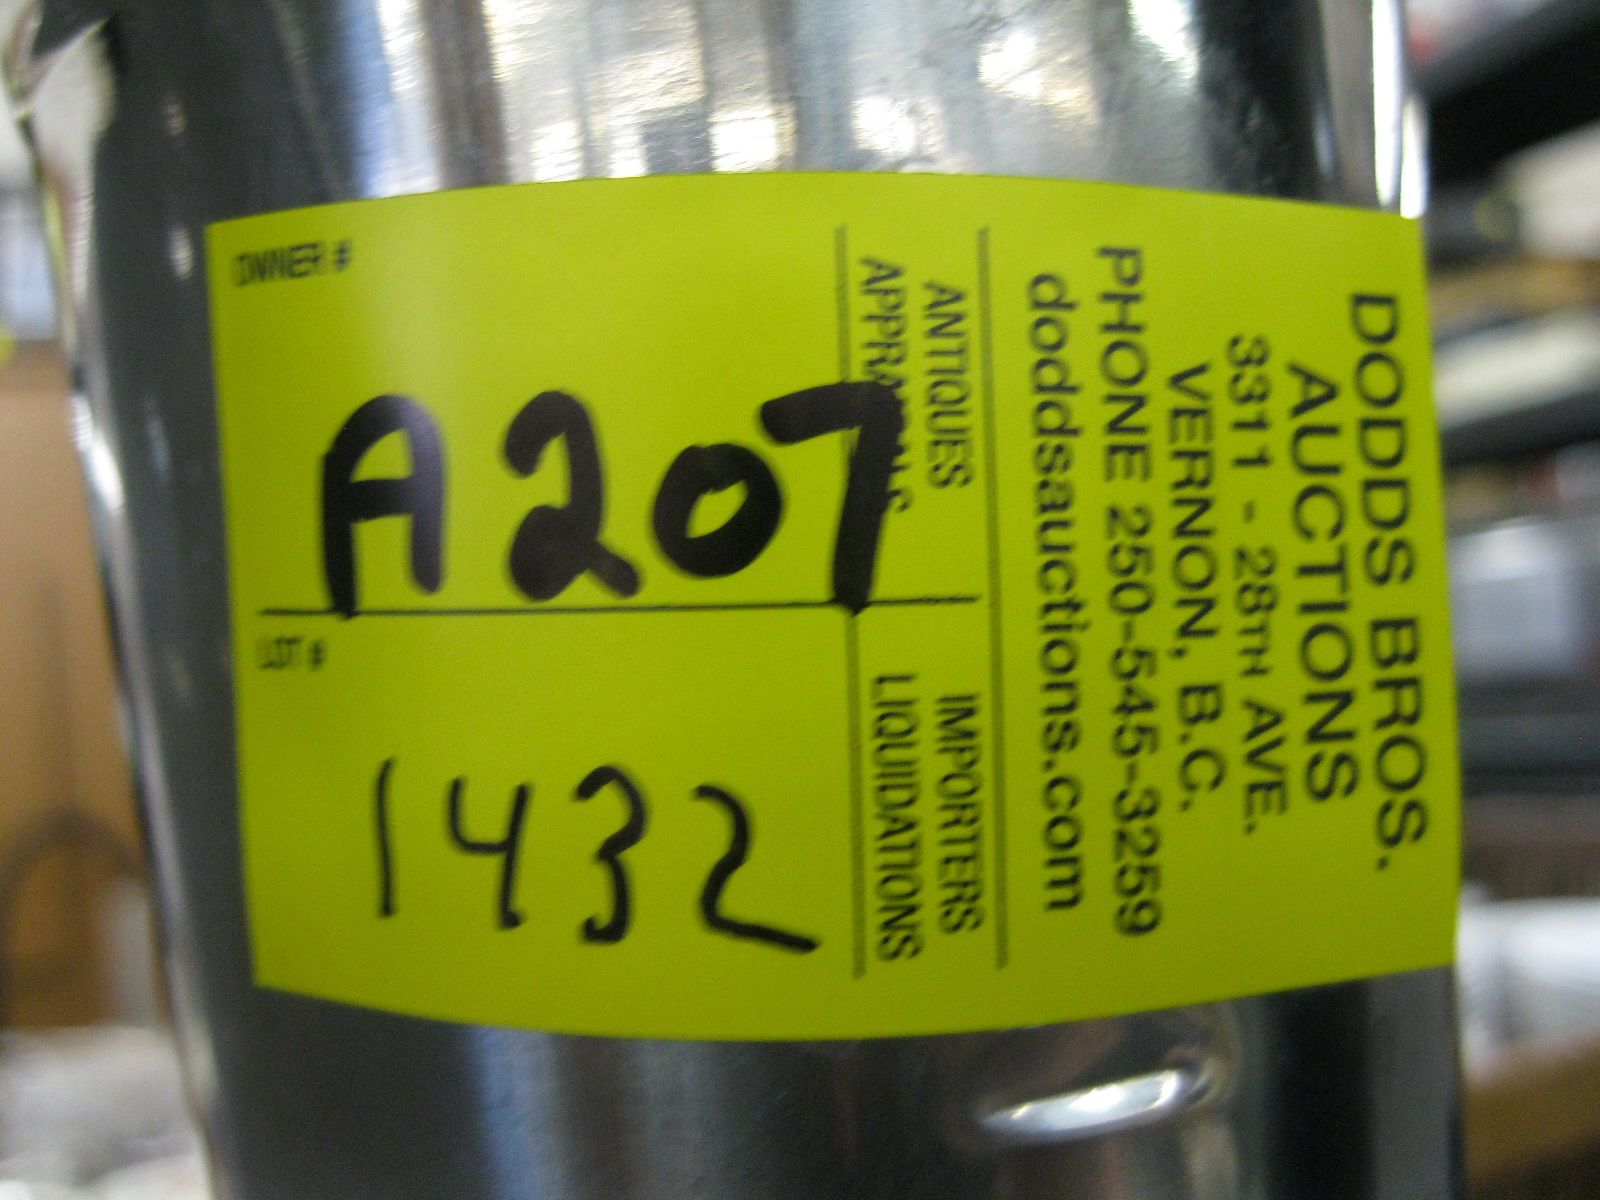 DODDS BROS.
AUCTIONS
3311 - 28TH AVE.
VERNON, B.C.
PHONE 250-545-3259
doddsauctions.com
ANTIQUES IMPORTERS
APPRAISALS LIQUIDATIONS
OWNER #
A207
LOT #
1432